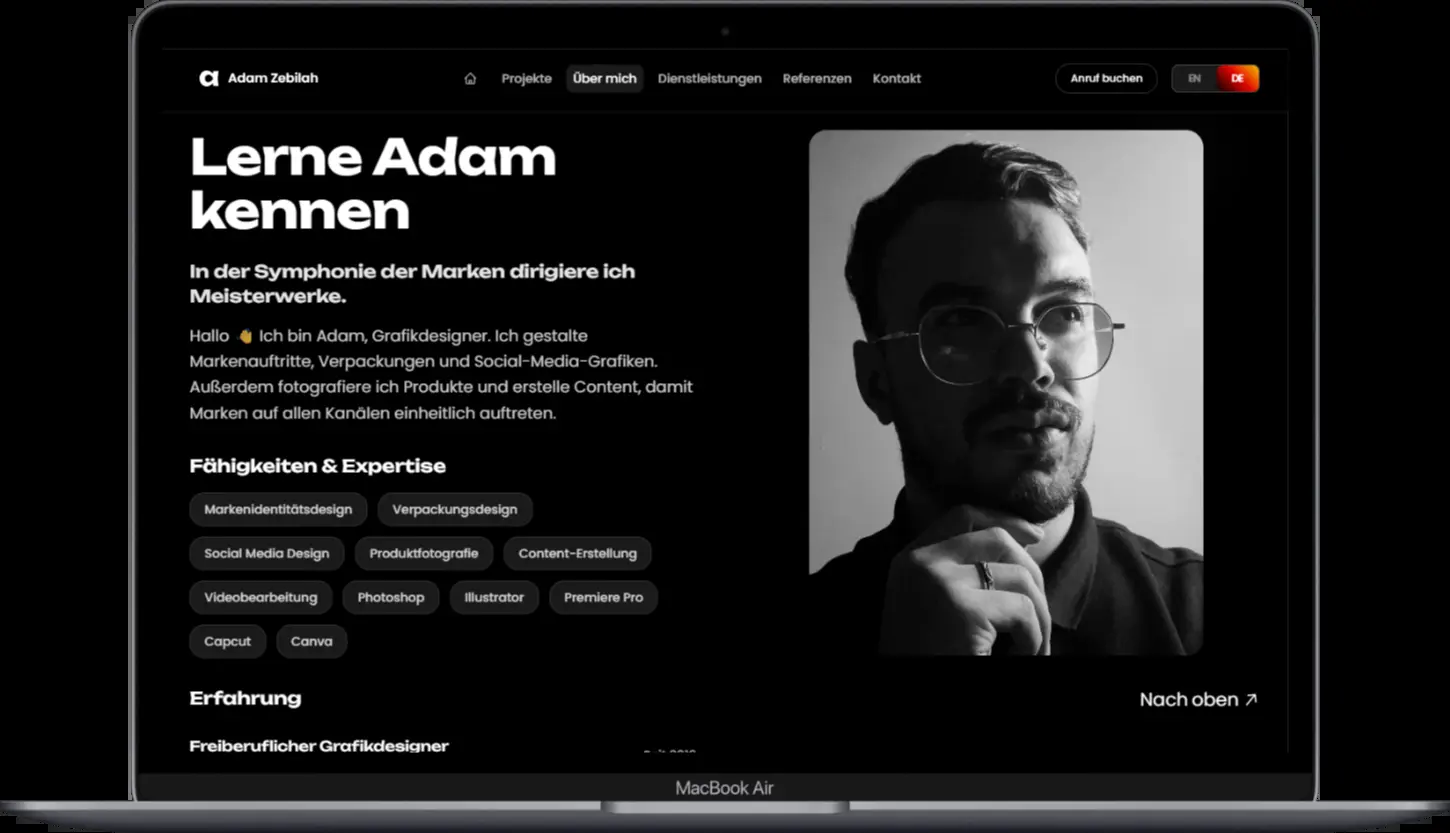 Adam Zebilah
Projekte
Über mich
Dienstleistungen
Referenzen
Kontakt
Anruf buchen
EN
DE
Lerne Adam
kennen
In der Symphonie der Marken dirigiere ich
Meisterwerke.
Hallo 👋 Ich bin Adam, Grafikdesigner. Ich gestalte
Markenauftritte, Verpackungen und Social-Media-Grafiken.
Außerdem fotografiere ich Produkte und erstelle Content, damit
Marken auf allen Kanälen einheitlich auftreten.
Fähigkeiten & Expertise
Markenidentitätsdesign
Verpackungsdesign
Social Media Design
Produktfotografie
Content-Erstellung
Videobearbeitung
Photoshop
Illustrator
Premiere Pro
Capcut
Canva
Erfahrung
Nach oben ↗
Freiberuflicher Grafikdesigner
MacBook Air